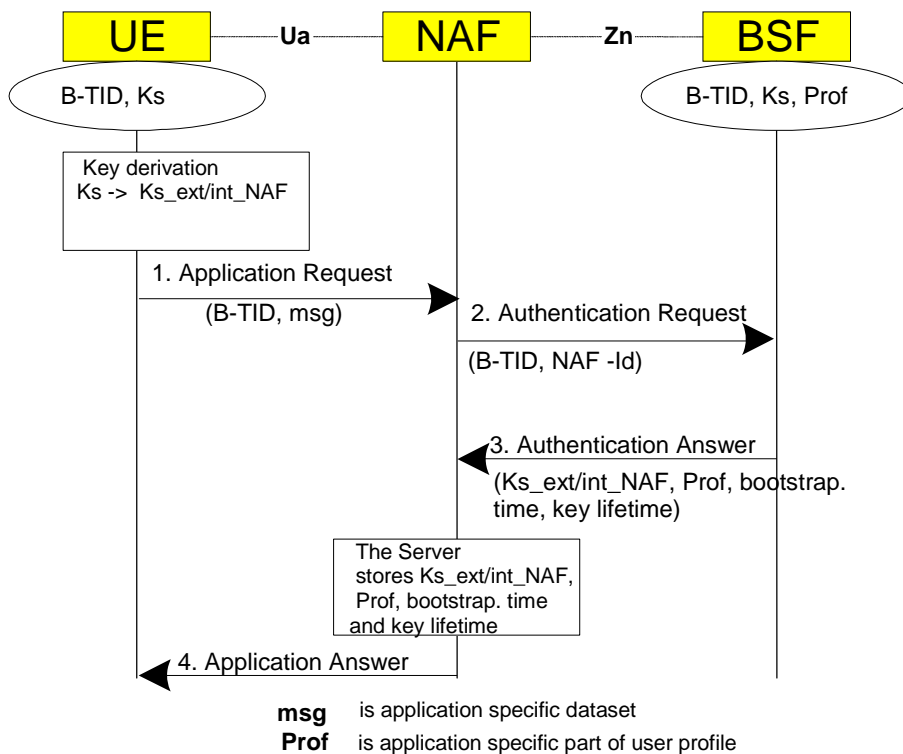 UE Ua NAF Zn BSF
B-TID, Ks
B-TID, Ks, Prof
Key derivation
Ks -> Ks_ext/int_NAF
1. Application Request
(B-TID, msg)
2. Authentication Request
(B-TID, NAF -Id)
3. Authentication Answer
(Ks_ext/int_NAF, Prof, bootstrap.
time, key lifetime)
The Server
stores Ks_ext/int_NAF,
Prof, bootstrap. time
and key lifetime
4. Application Answer
msg is application specific dataset
Prof is application specific part of user profile